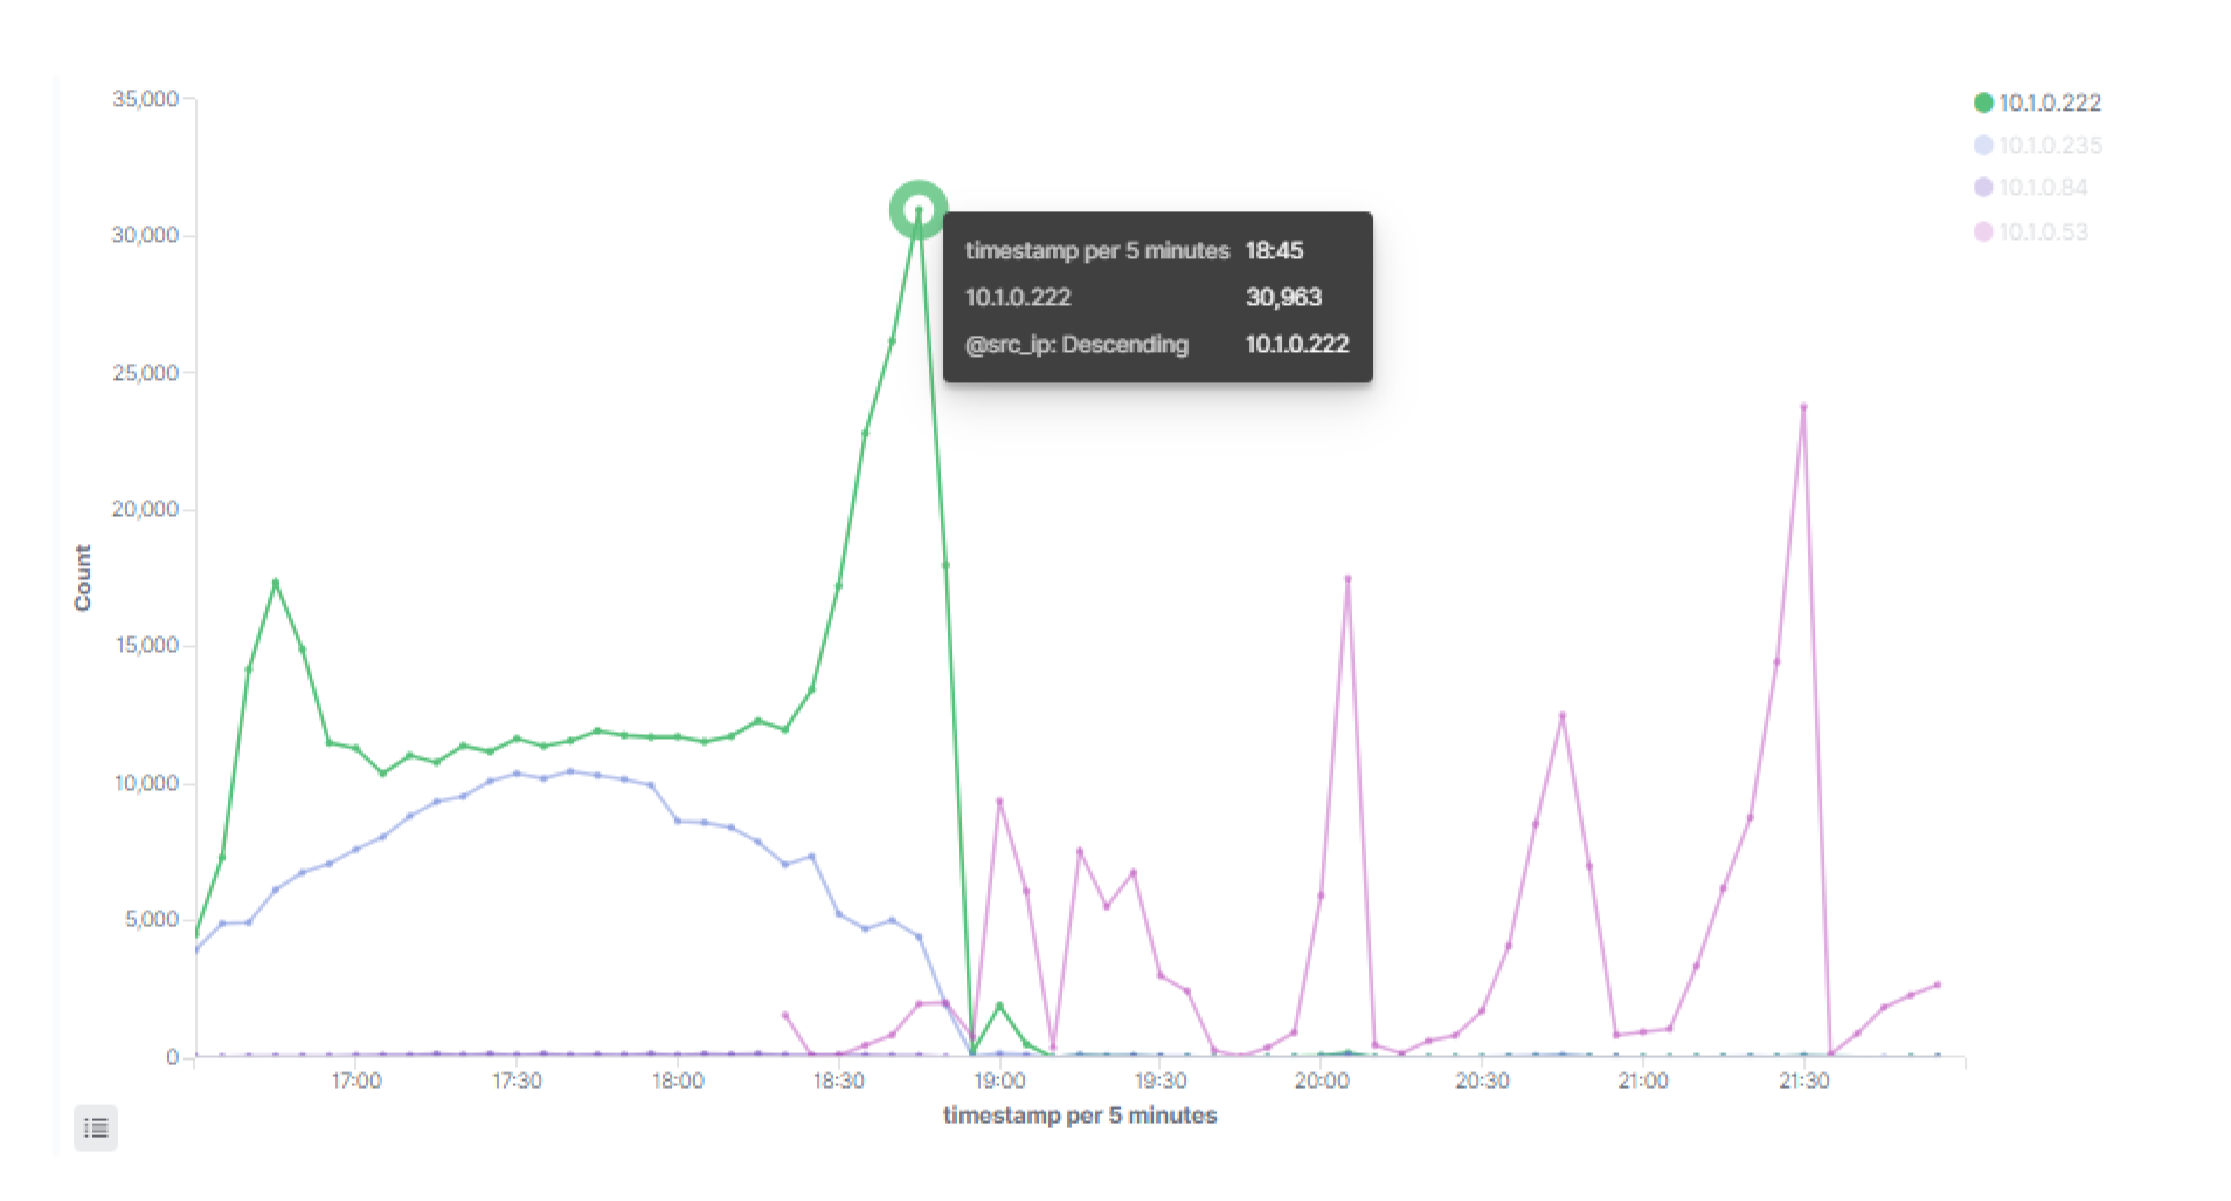 35,000
30,000
25,000
20,000
15,000
10,000
5,000
0
Count
timestamp per 5 minutes 18:45
10.1.0.222 30,963
@src_ip: Descending 10.1.0.222
10.1.0.222
10.1.0.235
10.1.0.84
10.1.0.53
17:00 17:30 18:00 18:30 19:00 19:30 20:00 20:30 21:00 21:30
timestamp per 5 minutes